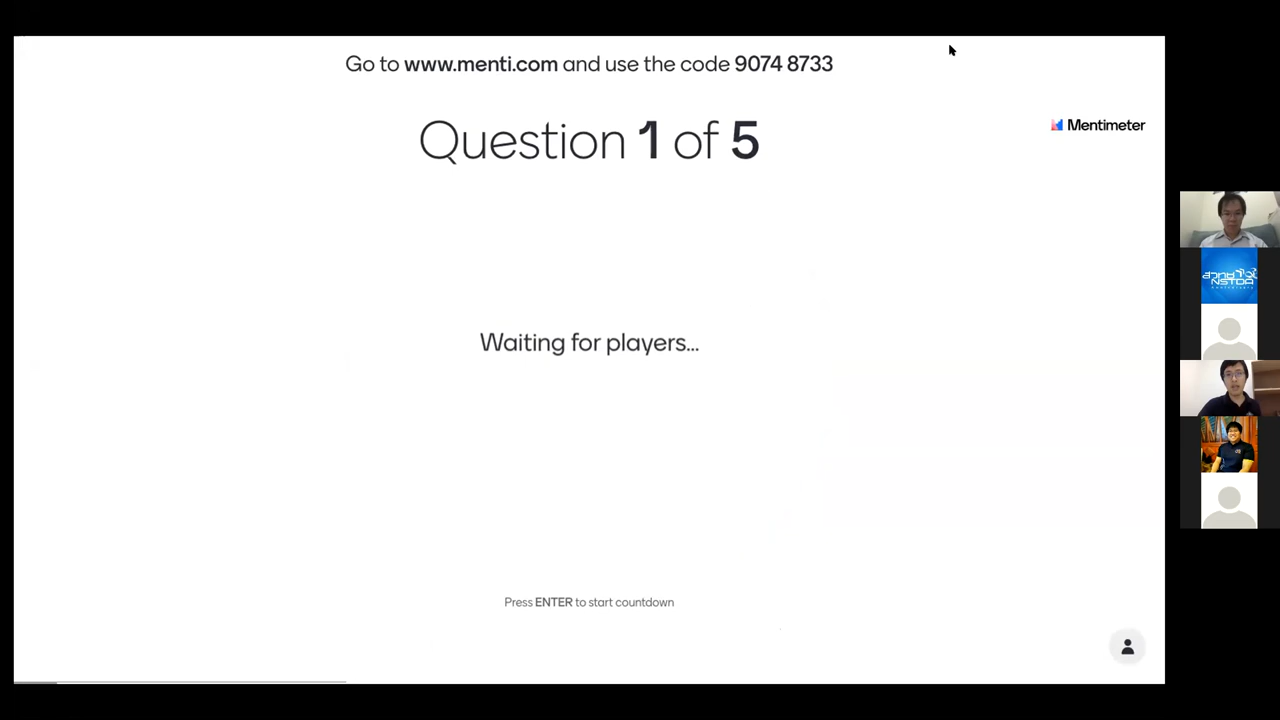 Go to www.menti.com and use the code 9074 8733
Mentimeter
Question 1 of 5
Waiting for players...
Press ENTER to start countdown
NSTDA